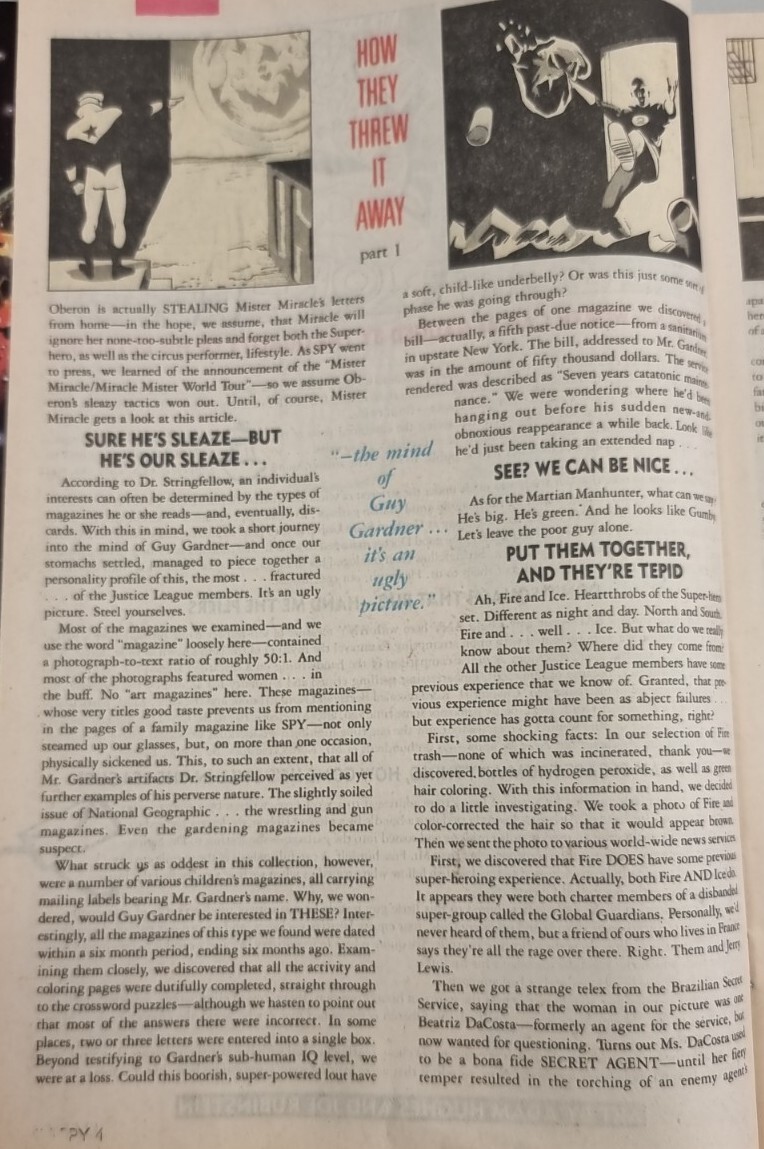 HOW
THEY
THREW
IT
AWAY
part 1
Oberon is actually STEALING Mister Miracle's letters
from home—in the hope, we assume, that Miracle will
ignore her none-too-subtle pleas and forget both the Super-
hero, as well as the circus performer, lifestyle. As SPY went
to press, we learned of the announcement of the "Mister
Miracle/Miracle Mister World Tour"—so we assume Ob-
eron's sleazy tactics won out. Until, of course, Mister
Miracle gets a look at this article.
SURE HE'S SLEAZE—BUT
HE'S OUR SLEAZE...
According to Dr. Stringfellow, an individual's
interests can often be determined by the types of
magazines he or she reads—and, eventually, dis-
cards. With this in mind, we took a short journey
into the mind of Guy Gardner—and once our
stomachs settled, managed to piece together a
personality profile of this, the most . . . fractured
. . . of the Justice League members. It's an ugly
picture. Steel yourselves.
Most of the magazines we examined—and we
use the word "magazine" loosely here—contained
a photograph-to-text ratio of roughly 50:1. And
most of the photographs featured women . . . in
the buff. No "art magazines" here. These magazines—
whose very titles good taste prevents us from mentioning
in the pages of a family magazine like SPY—not only
steamed up our glasses, but, on more than one occasion,
physically sickened us. This, to such an extent, that all of
Mr. Gardner's artifacts Dr. Stringfellow perceived as yet
further examples of his perverse nature. The slightly soiled
issue of National Geographic . . . the wrestling and gun
magazines. Even the gardening magazines became
suspect.
What struck us as oddest in this collection, however,
were a number of various children's magazines, all carrying
mailing labels bearing Mr. Gardner's name. Why, we won-
dered, would Guy Gardner be interested in THESE? Inter-
estingly, all the magazines of this type we found were dated
within a six month period, ending six months ago. Exam-
ining them closely, we discovered that all the activity and
coloring pages were dutifully completed, straight through
to the crossword puzzles—although we hasten to point out
that most of the answers there were incorrect. In some
places, two or three letters were entered into a single box.
Beyond testifying to Gardner's sub-human IQ level, we
were at a loss. Could this boorish, super-powered lout have
"—the mind
of
Guy
Gardner ...
it's an
ugly
picture."
a soft, child-like underbelly? Or was this just some sort of
phase he was going through?
Between the pages of one magazine we discovered a
bill—actually, a fifth past-due notice—from a sanitarium
in upstate New York. The bill, addressed to Mr. Gardner
was in the amount of fifty thousand dollars. The service
rendered was described as "Seven years catatonic mainte-
nance." We were wondering where he'd been
hanging out before his sudden new-and-
obnoxious reappearance a while back. Look like
he'd just been taking an extended nap . . .
SEE? WE CAN BE NICE...
As for the Martian Manhunter, what can we say?
He's big. He's green. And he looks like Gumby.
Let's leave the poor guy alone.
PUT THEM TOGETHER,
AND THEY'RE TEPID
Ah, Fire and Ice. Heartthrobs of the Super-hero
set. Different as night and day. North and South.
Fire and . . . well . . . Ice. But what do we really
know about them? Where did they come from?
All the other Justice League members have some
previous experience that we know of. Granted, that pre-
vious experience might have been as abject failures . . .
but experience has gotta count for something, right?
First, some shocking facts: In our selection of Fire
trash—none of which was incinerated, thank you—we
discovered bottles of hydrogen peroxide, as well as green
hair coloring. With this information in hand, we decided
to do a little investigating. We took a photo of Fire and
color-corrected the hair so that it would appear brown.
Then we sent the photo to various world-wide news services.
First, we discovered that Fire DOES have some previous
super-heroing experience. Actually, both Fire AND Ice do.
It appears they were both charter members of a disbanded
super-group called the Global Guardians. Personally, we'd
never heard of them, but a friend of ours who lives in France
says they're all the rage over there. Right. Them and Jerry
Lewis.
Then we got a strange telex from the Brazilian Secret
Service, saying that the woman in our picture was one
Beatriz DaCosta—formerly an agent for the service, but
now wanted for questioning. Turns out Ms. DaCosta used
to be a bona fide SECRET AGENT—until her fiery
temper resulted in the torching of an enemy agent's
SPY 4